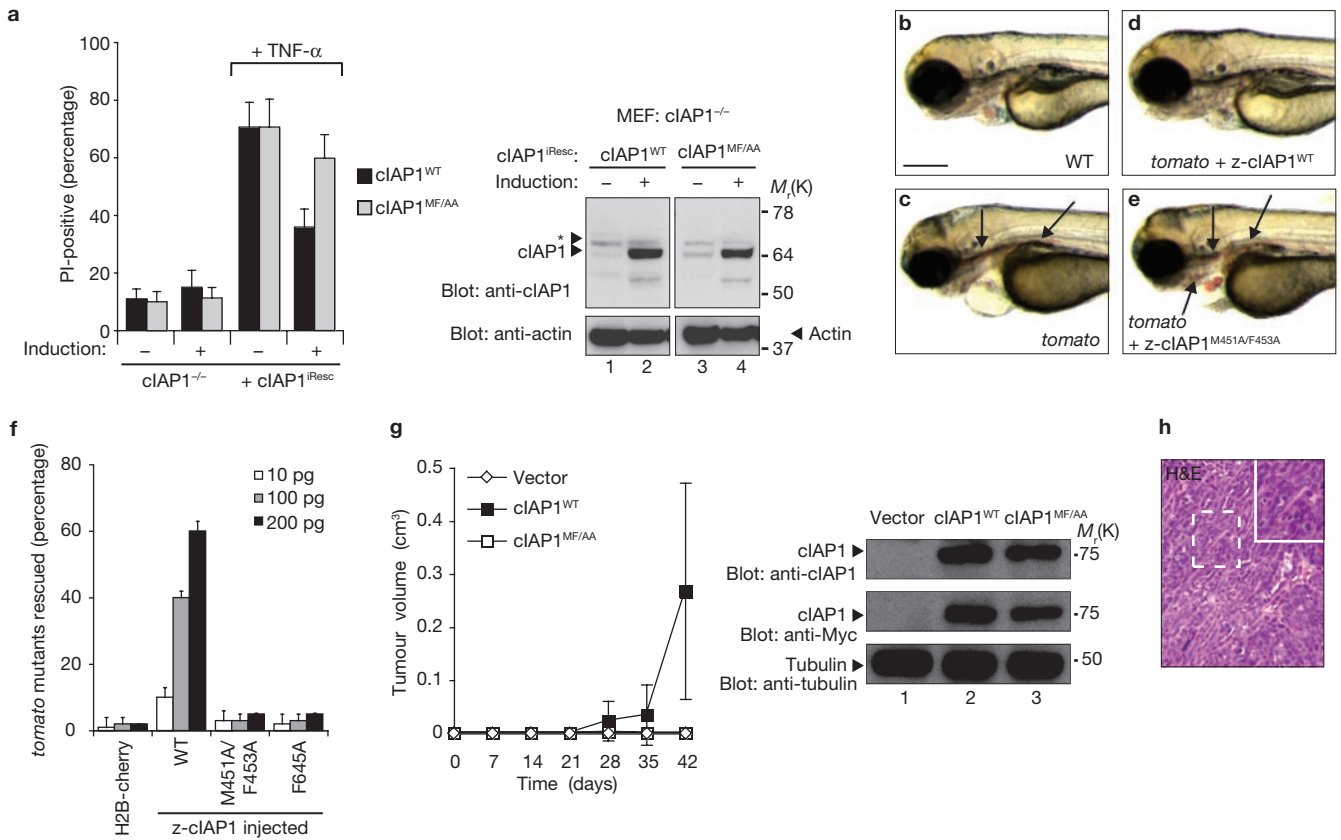 a
100
80
60
40
20
0
PI-positive (percentage)
+ TNF-α
cIAP1WT
cIAP1MF/AA
Induction: – + – +
cIAP1–/– + cIAP1iResc
MEF: cIAP1–/–
cIAP1iResc: cIAP1WT cIAP1MF/AA
Induction: – + – +
Mr(K)
78
*
cIAP1
64
Blot: anti-cIAP1
50
Blot: anti-actin
Actin
37
1 2 3 4
b
WT
d
tomato + z-cIAP1WT
c
tomato
e
tomato
+ z-cIAP1M451A/F453A
f
80
60
40
20
0
tomato mutants rescued (percentage)
10 pg
100 pg
200 pg
H2B-cherry
WT
M451A/
F453A
F645A
z-cIAP1 injected
g
0.5
0.4
0.3
0.2
0.1
0
Tumour volume (cm3)
Vector
cIAP1WT
cIAP1MF/AA
0 7 14 21 28 35 42
Time (days)
Vector cIAP1WT cIAP1MF/AA
Mr(K)
cIAP1
75
Blot: anti-cIAP1
cIAP1
75
Blot: anti-Myc
Tubulin
50
Blot: anti-tubulin
1 2 3
h
H&E